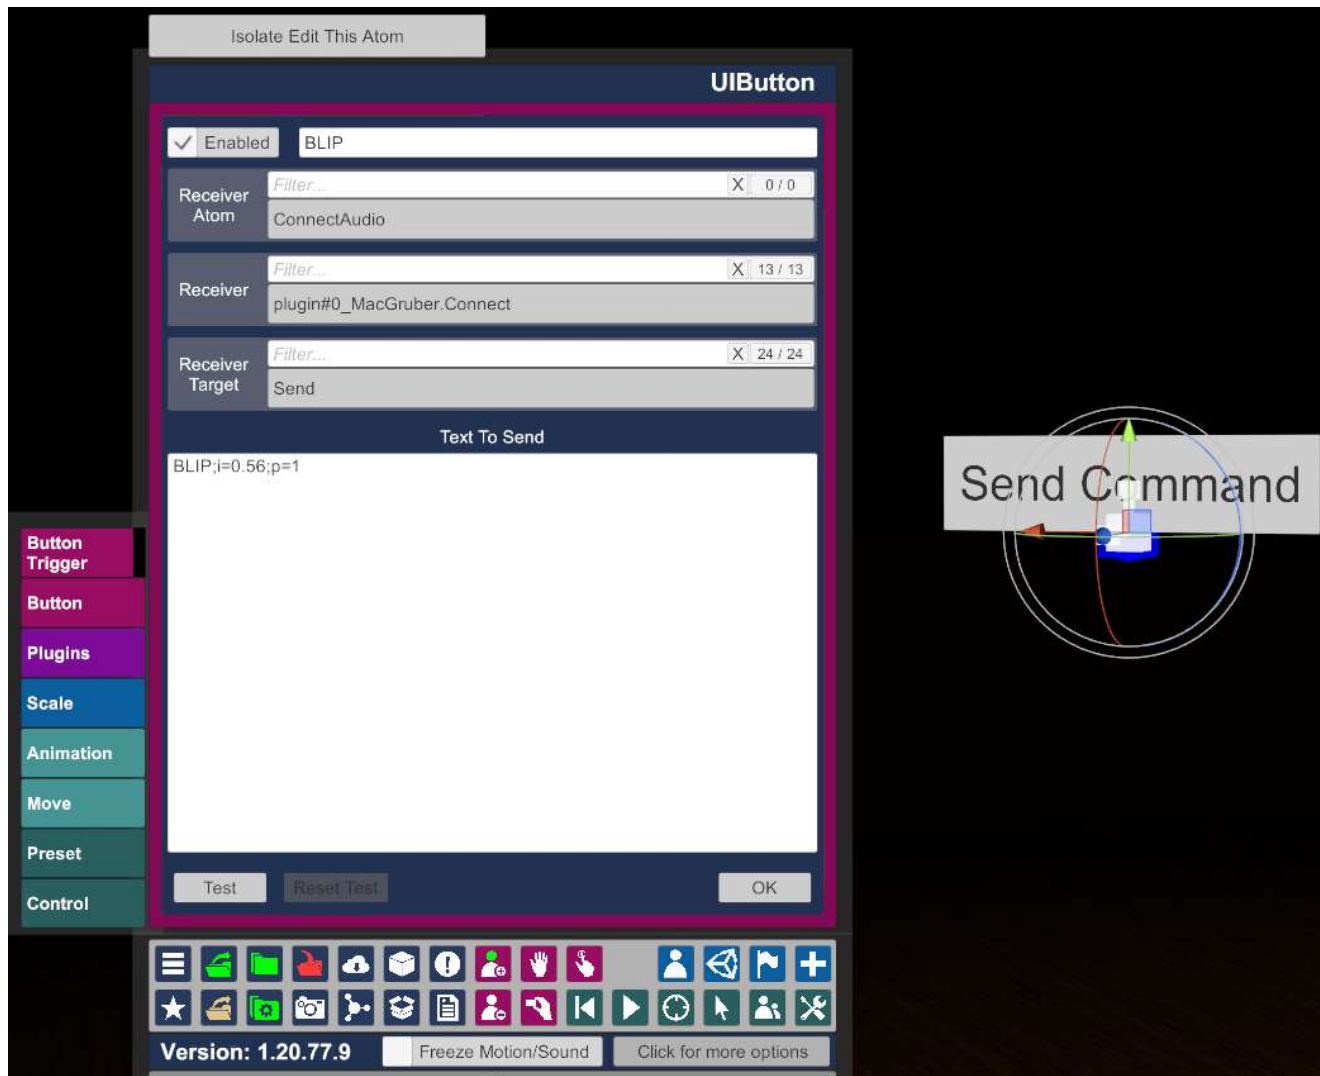 Isolate Edit This Atom
UIButton
Enabled
BLIP
Receiver
Atom
Filter...
X 0 / 0
ConnectAudio
Receiver
Filter...
X 13 / 13
plugin#0_MacGruber.Connect
Receiver
Target
Filter...
X 24 / 24
Send
Text To Send
BLIP;i=0.56;p=1
Send Command
Button
Trigger
Button
Plugins
Scale
Animation
Move
Preset
Control
Test
Reset Test
OK
Version: 1.20.77.9
Freeze Motion/Sound
Click for more options